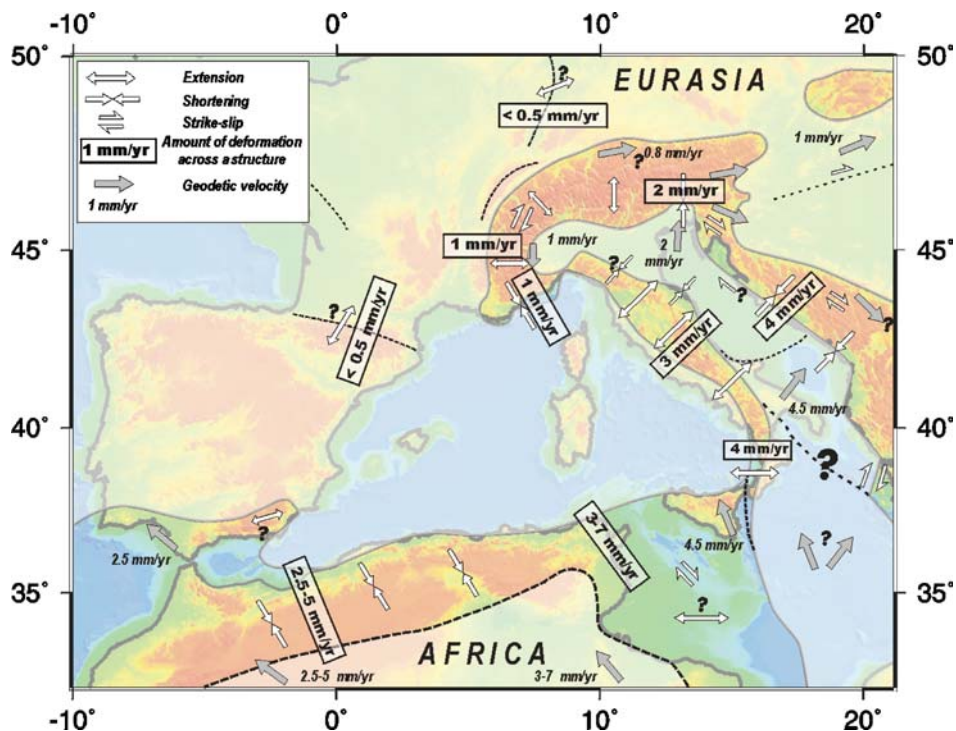 -10° 0° 10° 20°
50° 50°
Extension
Shortening
Strike-slip
1 mm/yr Amount of deformation
across a structure
Geodetic velocity
1 mm/yr
EURASIA
?
< 0.5 mm/yr
1 mm/yr
0.8 mm/yr
?
2 mm/yr
45° 45°
1 mm/yr
1 mm/yr
2
mm/yr
?
1 mm/yr
?
4 mm/yr
?
?
< 0.5 mm/yr
3 mm/yr
4.5 mm/yr
40° 40°
4 mm/yr
?
?
2.5 mm/yr
3-7 mm/yr
4.5 mm/yr
?
35° 35°
2.5-5 mm/yr
?
AFRICA
2.5-5 mm/yr
3-7 mm/yr
-10° 0° 10° 20°